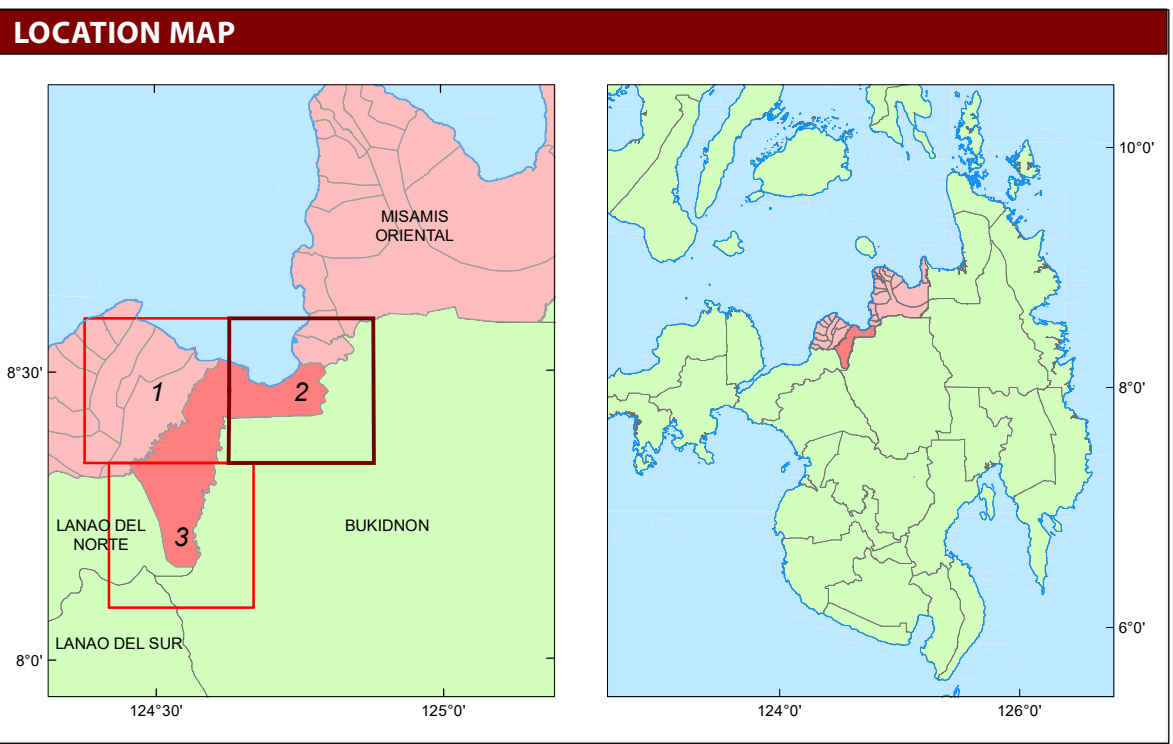 LOCATION MAP
MISAMIS
ORIENTAL
1
2
3
LANAO DEL
NORTE
BUKIDNON
LANAO DEL SUR
8°30'
8°0'
124°30'
125°0'
10°0'
8°0'
6°0'
124°0'
126°0'